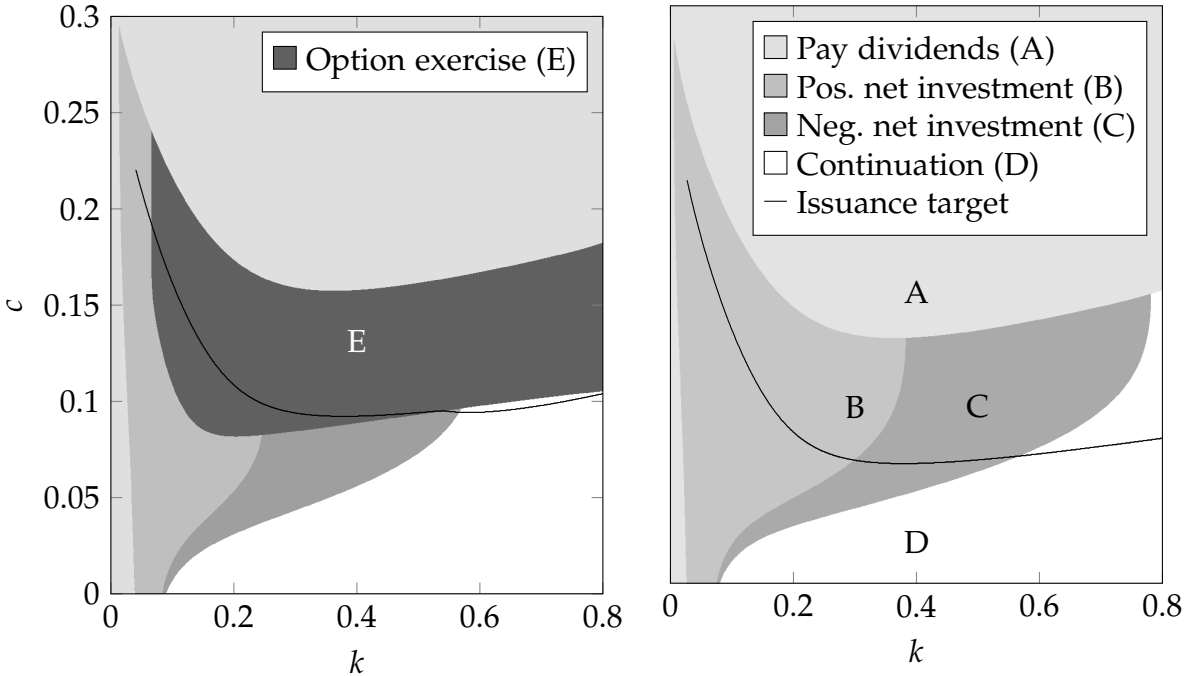 0.3
0.25
0.2
0.15
0.1
0.05
0
c
Option exercise (E)
E
0
0.2
0.4
0.6
0.8
k
Pay dividends (A)
Pos. net investment (B)
Neg. net investment (C)
Continuation (D)
Issuance target
A
B
C
D
0
0.2
0.4
0.6
0.8
k